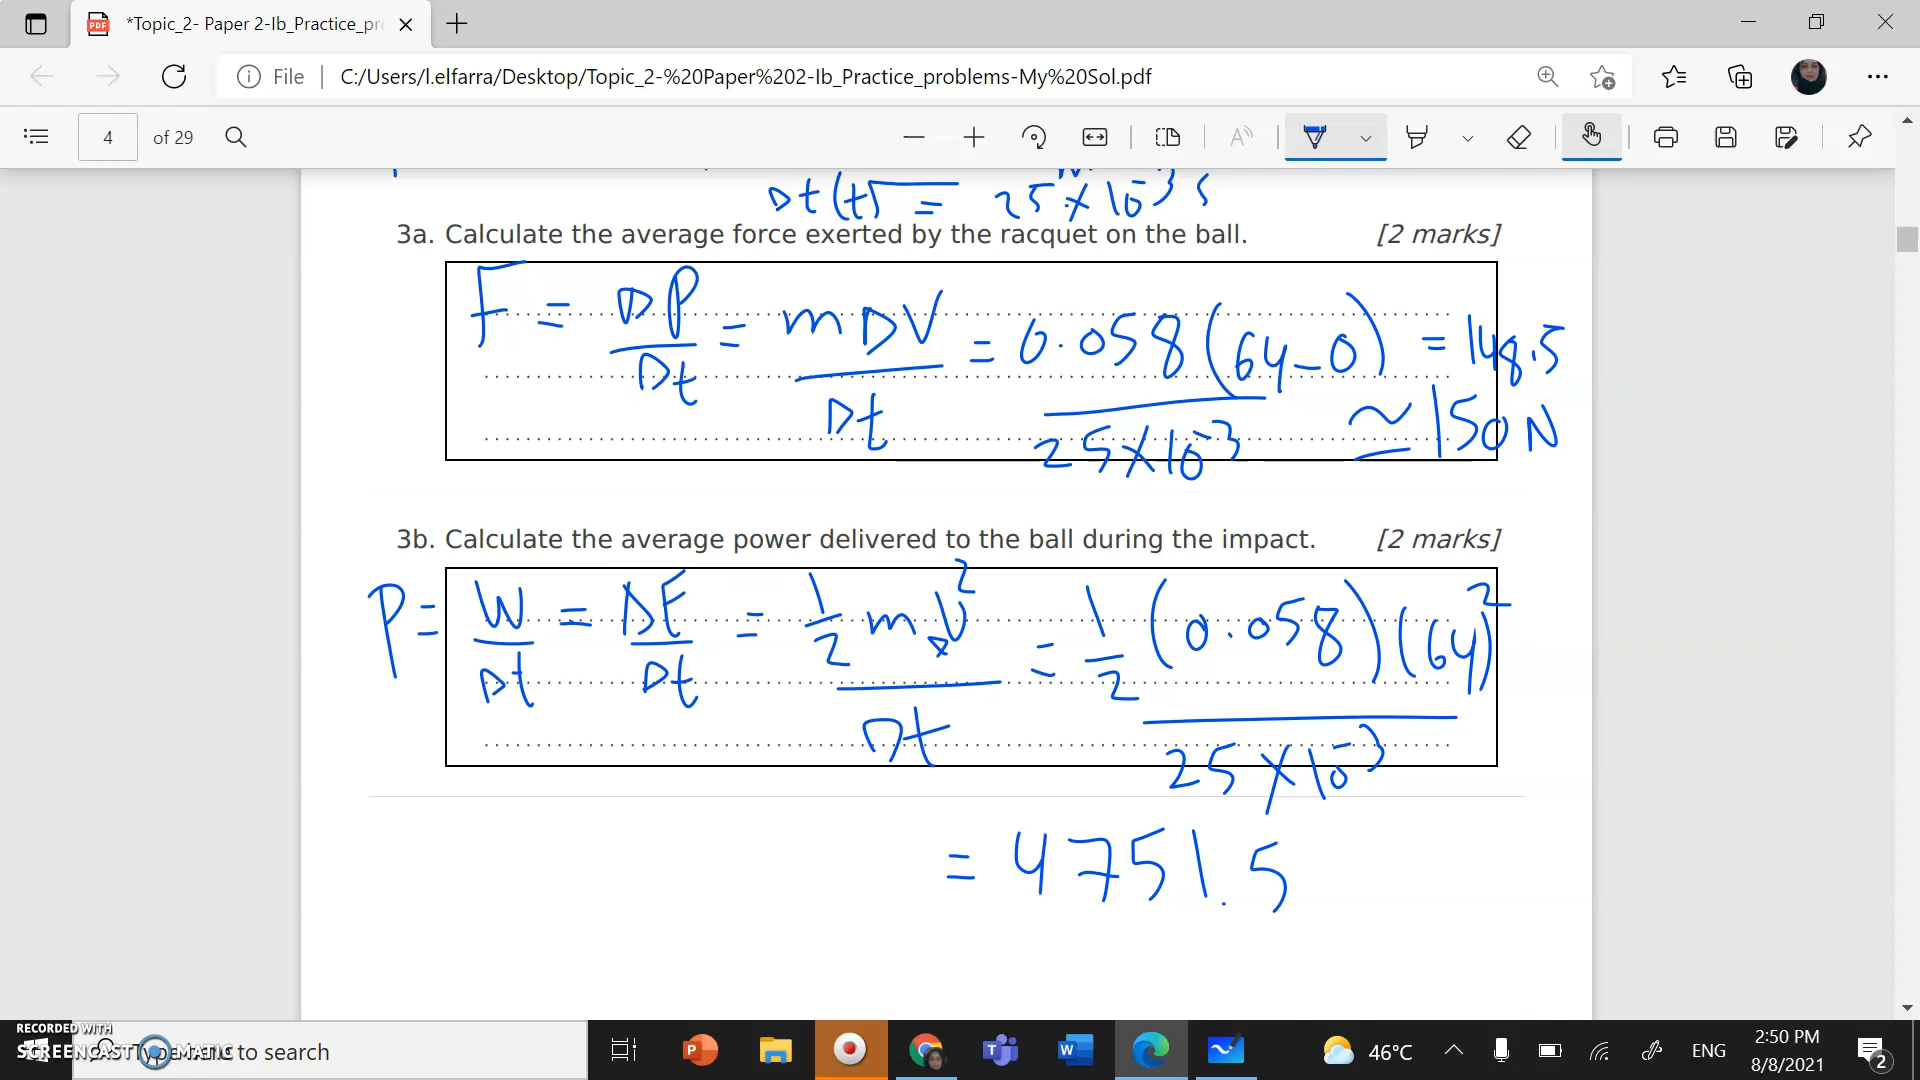 *Topic_2- Paper 2-Ib_Practice_pr
File
C:/Users/l.elfarra/Desktop/Topic_2-%20Paper%202-Ib_Practice_problems-My%20Sol.pdf
4 of 29
Δt(t) = 25 × 10⁻³ s
3a. Calculate the average force exerted by the racquet on the ball. [2 marks]
F = ΔP/Δt = mΔV/Δt = 0.058(64-0)/25×10⁻³ = 148.5
≃ 150 N
3b. Calculate the average power delivered to the ball during the impact. [2 marks]
P = W/Δt = ΔE/Δt = ½ m V²/Δt = ½ (0.058)(64)²/25×10⁻³
= 4751.5
RECORDED WITH
SCREENCAST MATIC
to search
46°C
ENG
2:50 PM
8/8/2021
2